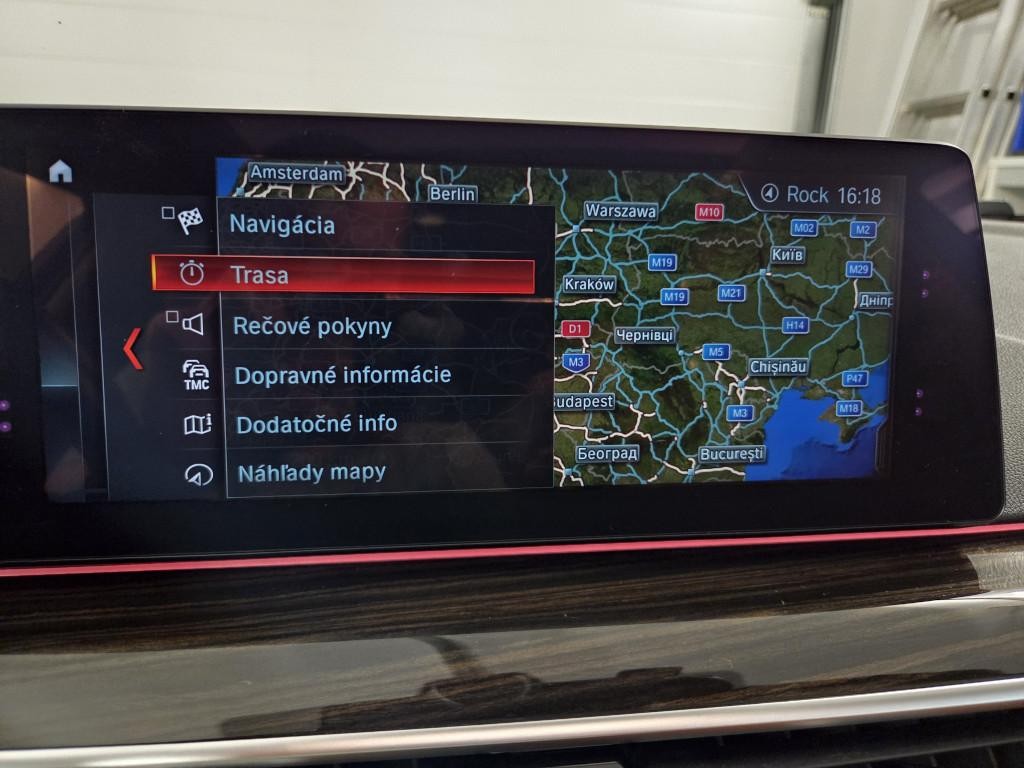 Amsterdam
Berlin
Warszawa
M10
Rock 16:18
Navigácia
M02
M2
Київ
M19
M29
Trasa
Kraków
M19
M21
Дніпр
Rečové pokyny
D1
Чернівці
H14
M3
M5
Chișinău
TMC
Dopravné informácie
P47
udapest
M3
M18
Dodatočné info
Београд
București
Náhľady mapy